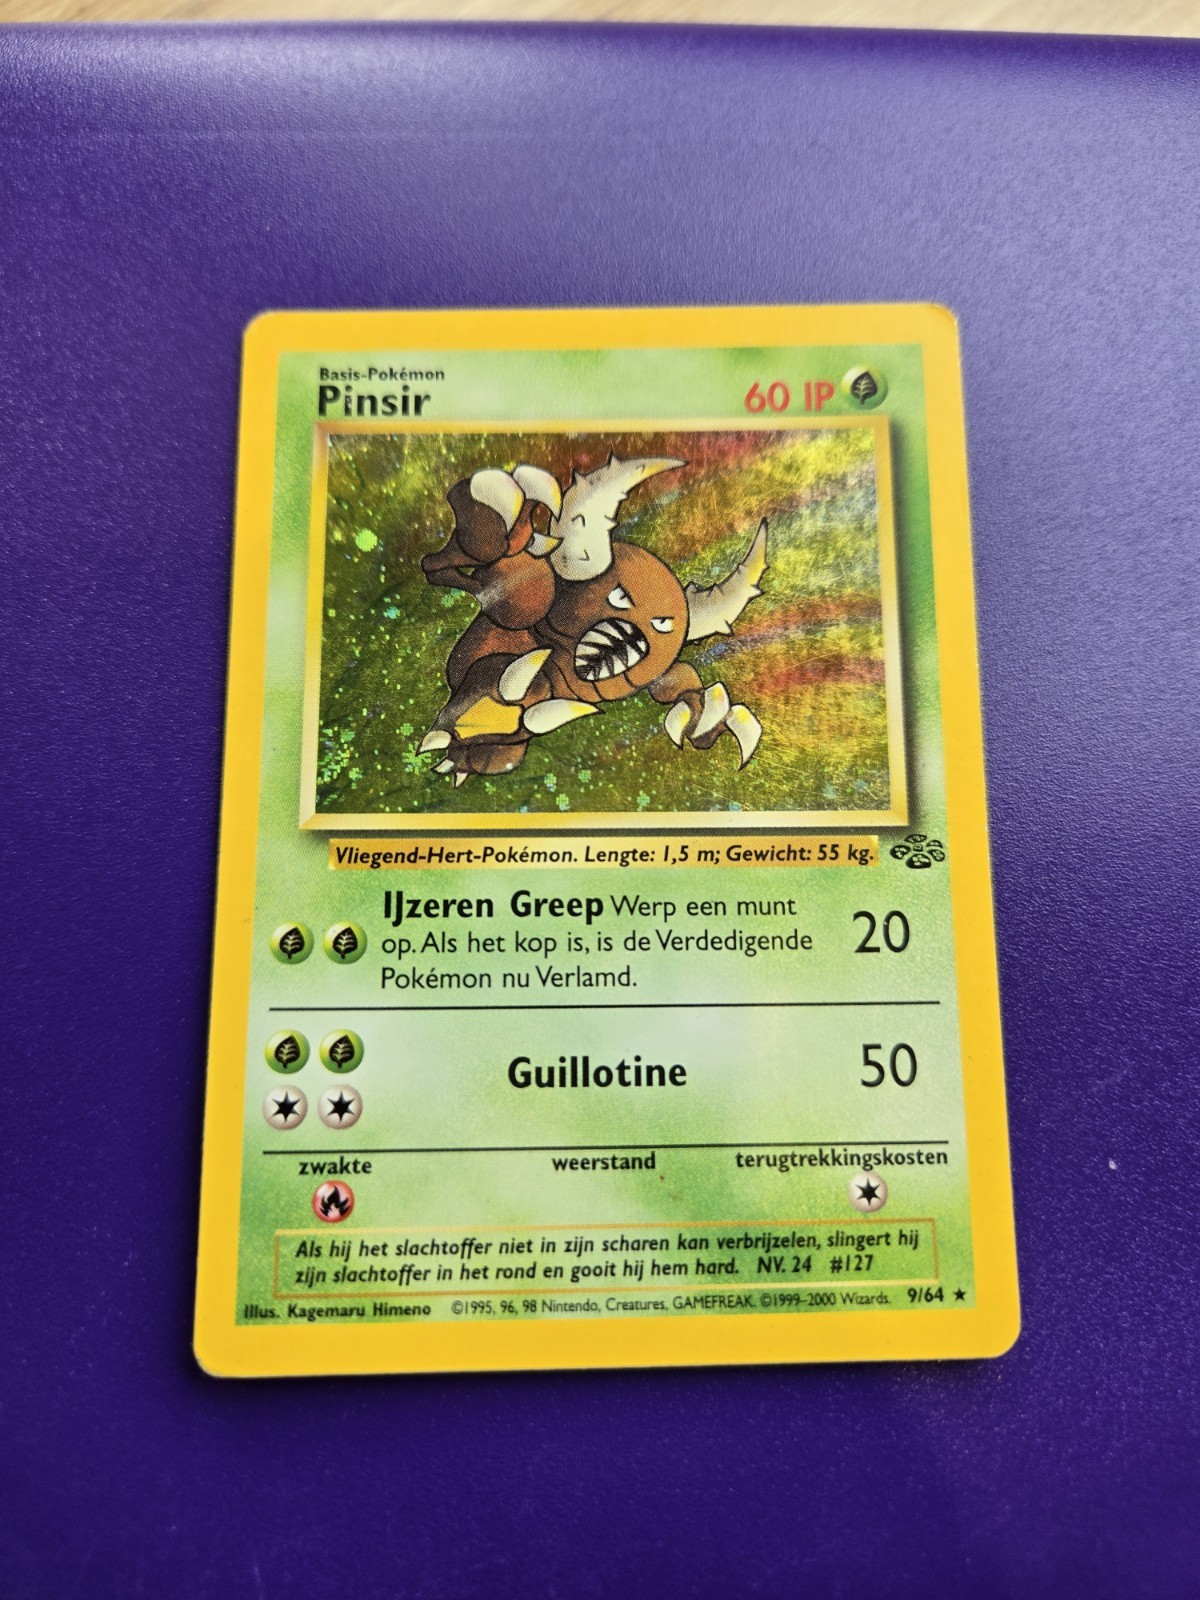 Basis-Pokémon
Pinsir
60 IP
Vliegend-Hert-Pokémon. Lengte: 1,5 m; Gewicht: 55 kg.
IJzeren Greep Werp een munt
op. Als het kop is, is de Verdedigende
Pokémon nu Verlamd.
20
Guillotine
50
zwakte
weerstand
terugtrekkingskosten
Als hij het slachtoffer niet in zijn scharen kan verbrijzelen, slingert hij
zijn slachtoffer in het rond en gooit hij hem hard. NV. 24 #127
Illus. Kagemaru Himeno ©1995, 96, 98 Nintendo, Creatures, GAMEFREAK. ©1999–2000 Wizards. 9/64 ★